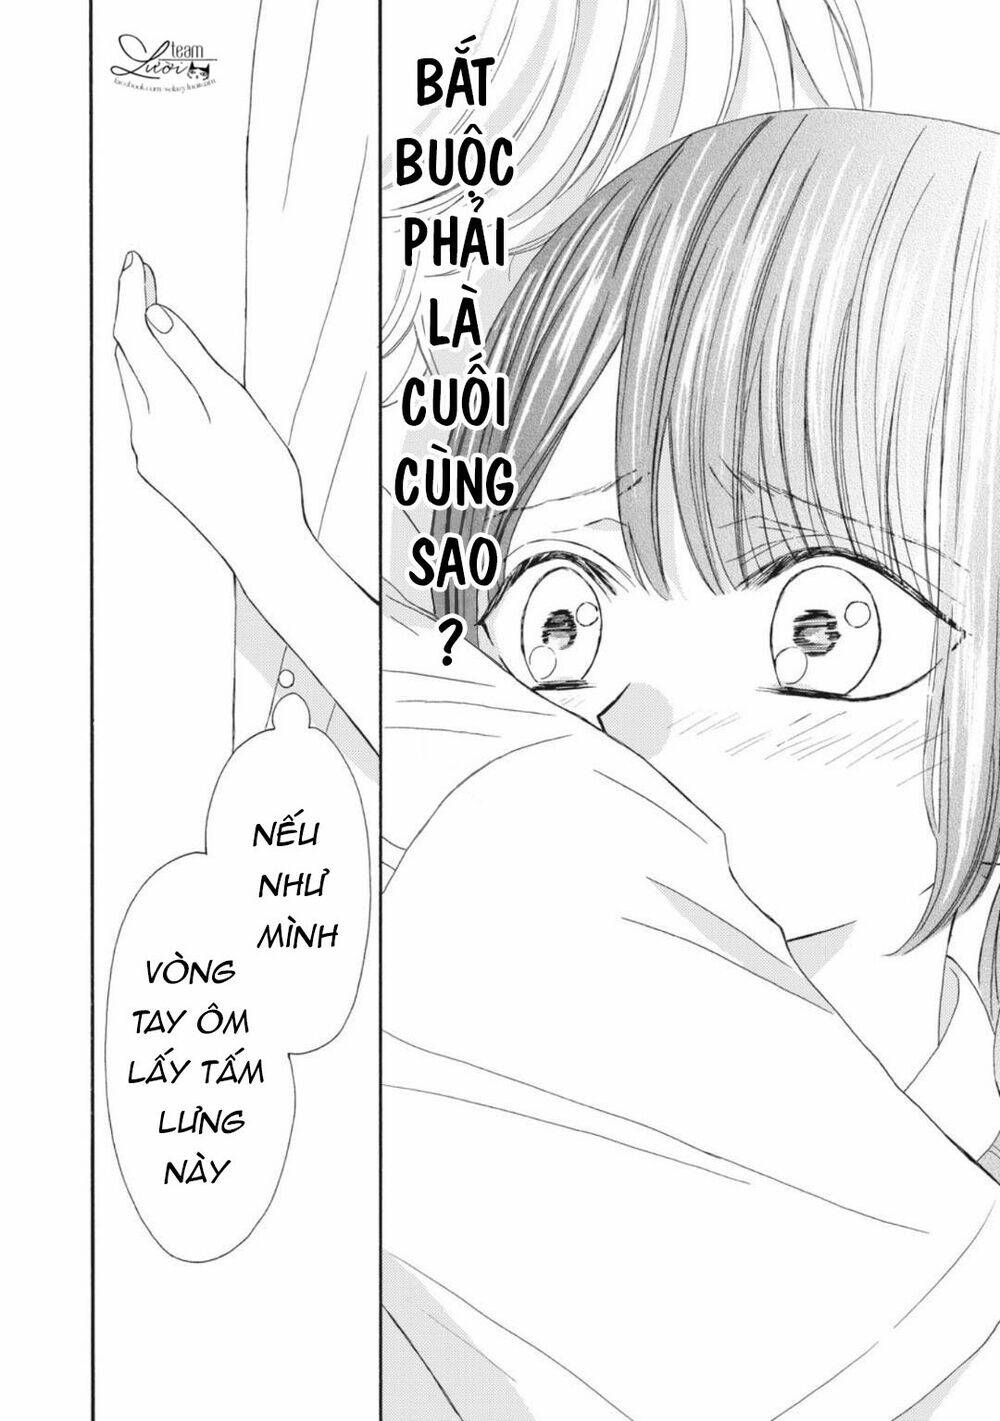 team
Lười
BẮT
BUỘC
PHẢI
LÀ
CUỐI
CÙNG
SAO
?
NẾU
NHƯ
MÌNH
VÒNG
TAY ÔM
LẤY TẤM
LƯNG
NÀY